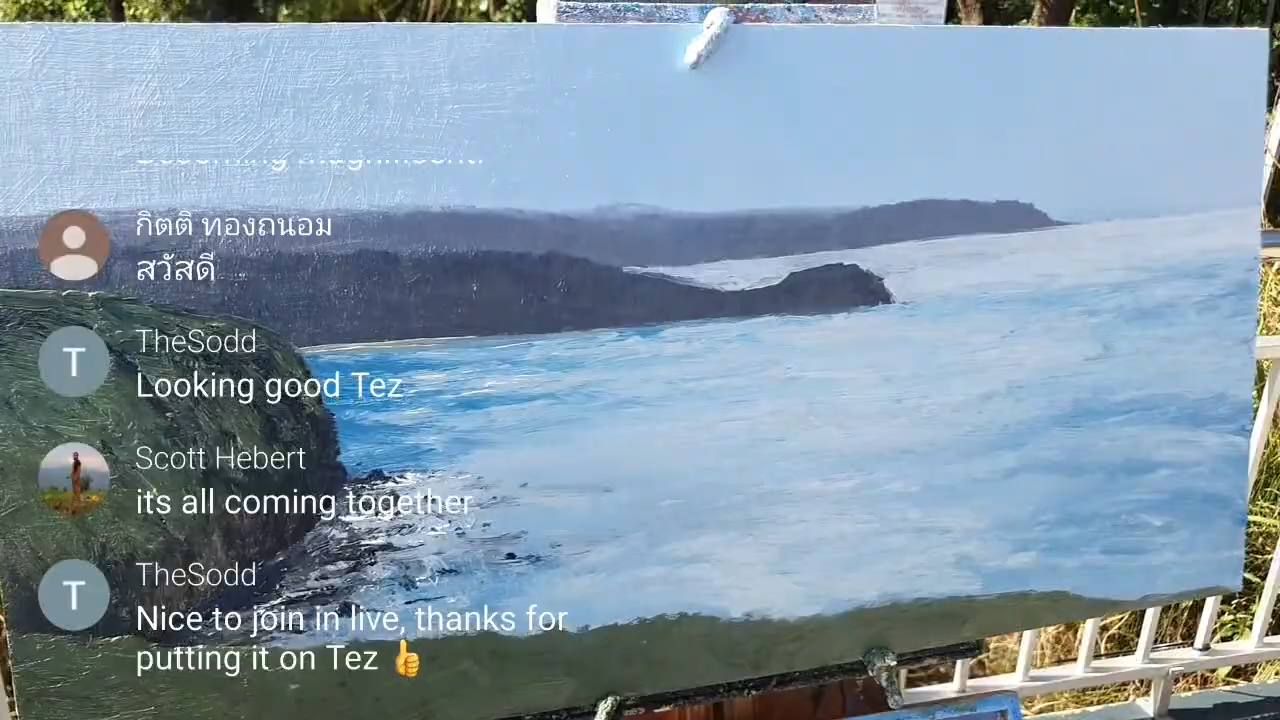 กิตติ ทองถนอม
สวัสดี
TheSodd
T
Looking good Tez
Scott Hebert
its all coming together
TheSodd
T
Nice to join in live, thanks for
putting it on Tez 👍